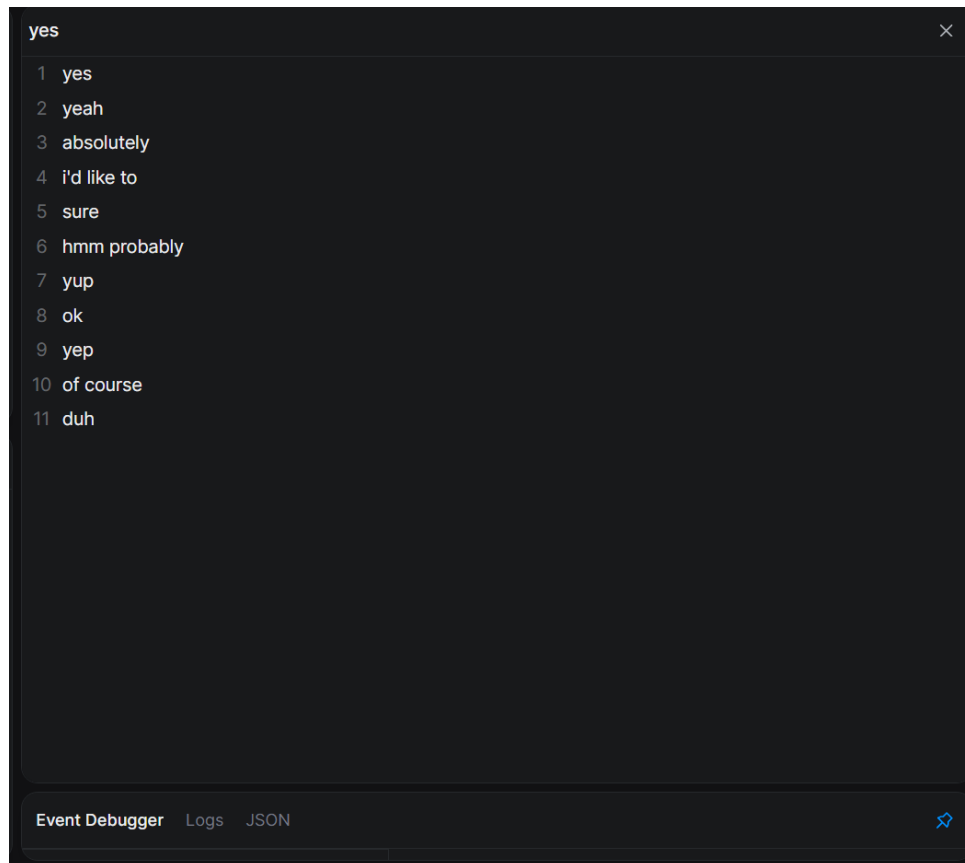 yes
1 yes
2 yeah
3 absolutely
4 i'd like to
5 sure
6 hmm probably
7 yup
8 ok
9 yep
10 of course
11 duh
Event Debugger Logs JSON